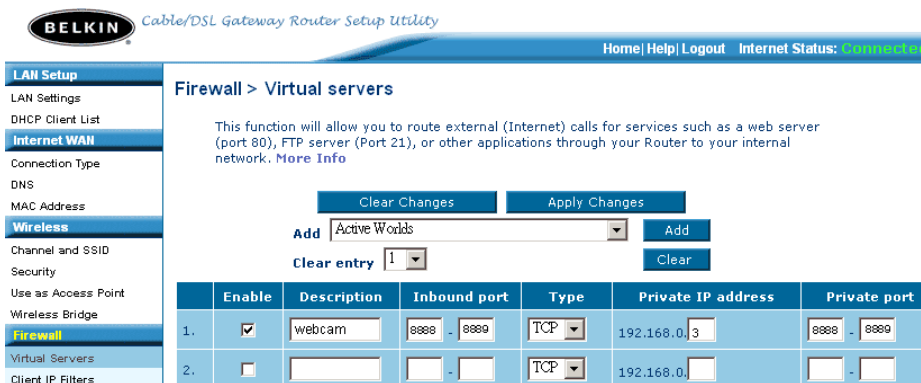 BELKIN Cable/DSL Gateway Router Setup Utility
Home| Help| Logout Internet Status: Connected
LAN Setup
LAN Settings
DHCP Client List
Internet WAN
Connection Type
DNS
MAC Address
Wireless
Channel and SSID
Security
Use as Access Point
Wireless Bridge
Firewall
Virtual Servers
Client IP Filters
Firewall > Virtual servers
This function will allow you to route external (Internet) calls for services such as a web server
(port 80), FTP server (Port 21), or other applications through your Router to your internal
network. More Info
Clear Changes Apply Changes
Add Active Worlds Add
Clear entry 1 Clear
Enable Description Inbound port Type Private IP address Private port
1. webcam 8888 - 8889 TCP 192.168.0. 3 8888 - 8889
2. - TCP 192.168.0. -